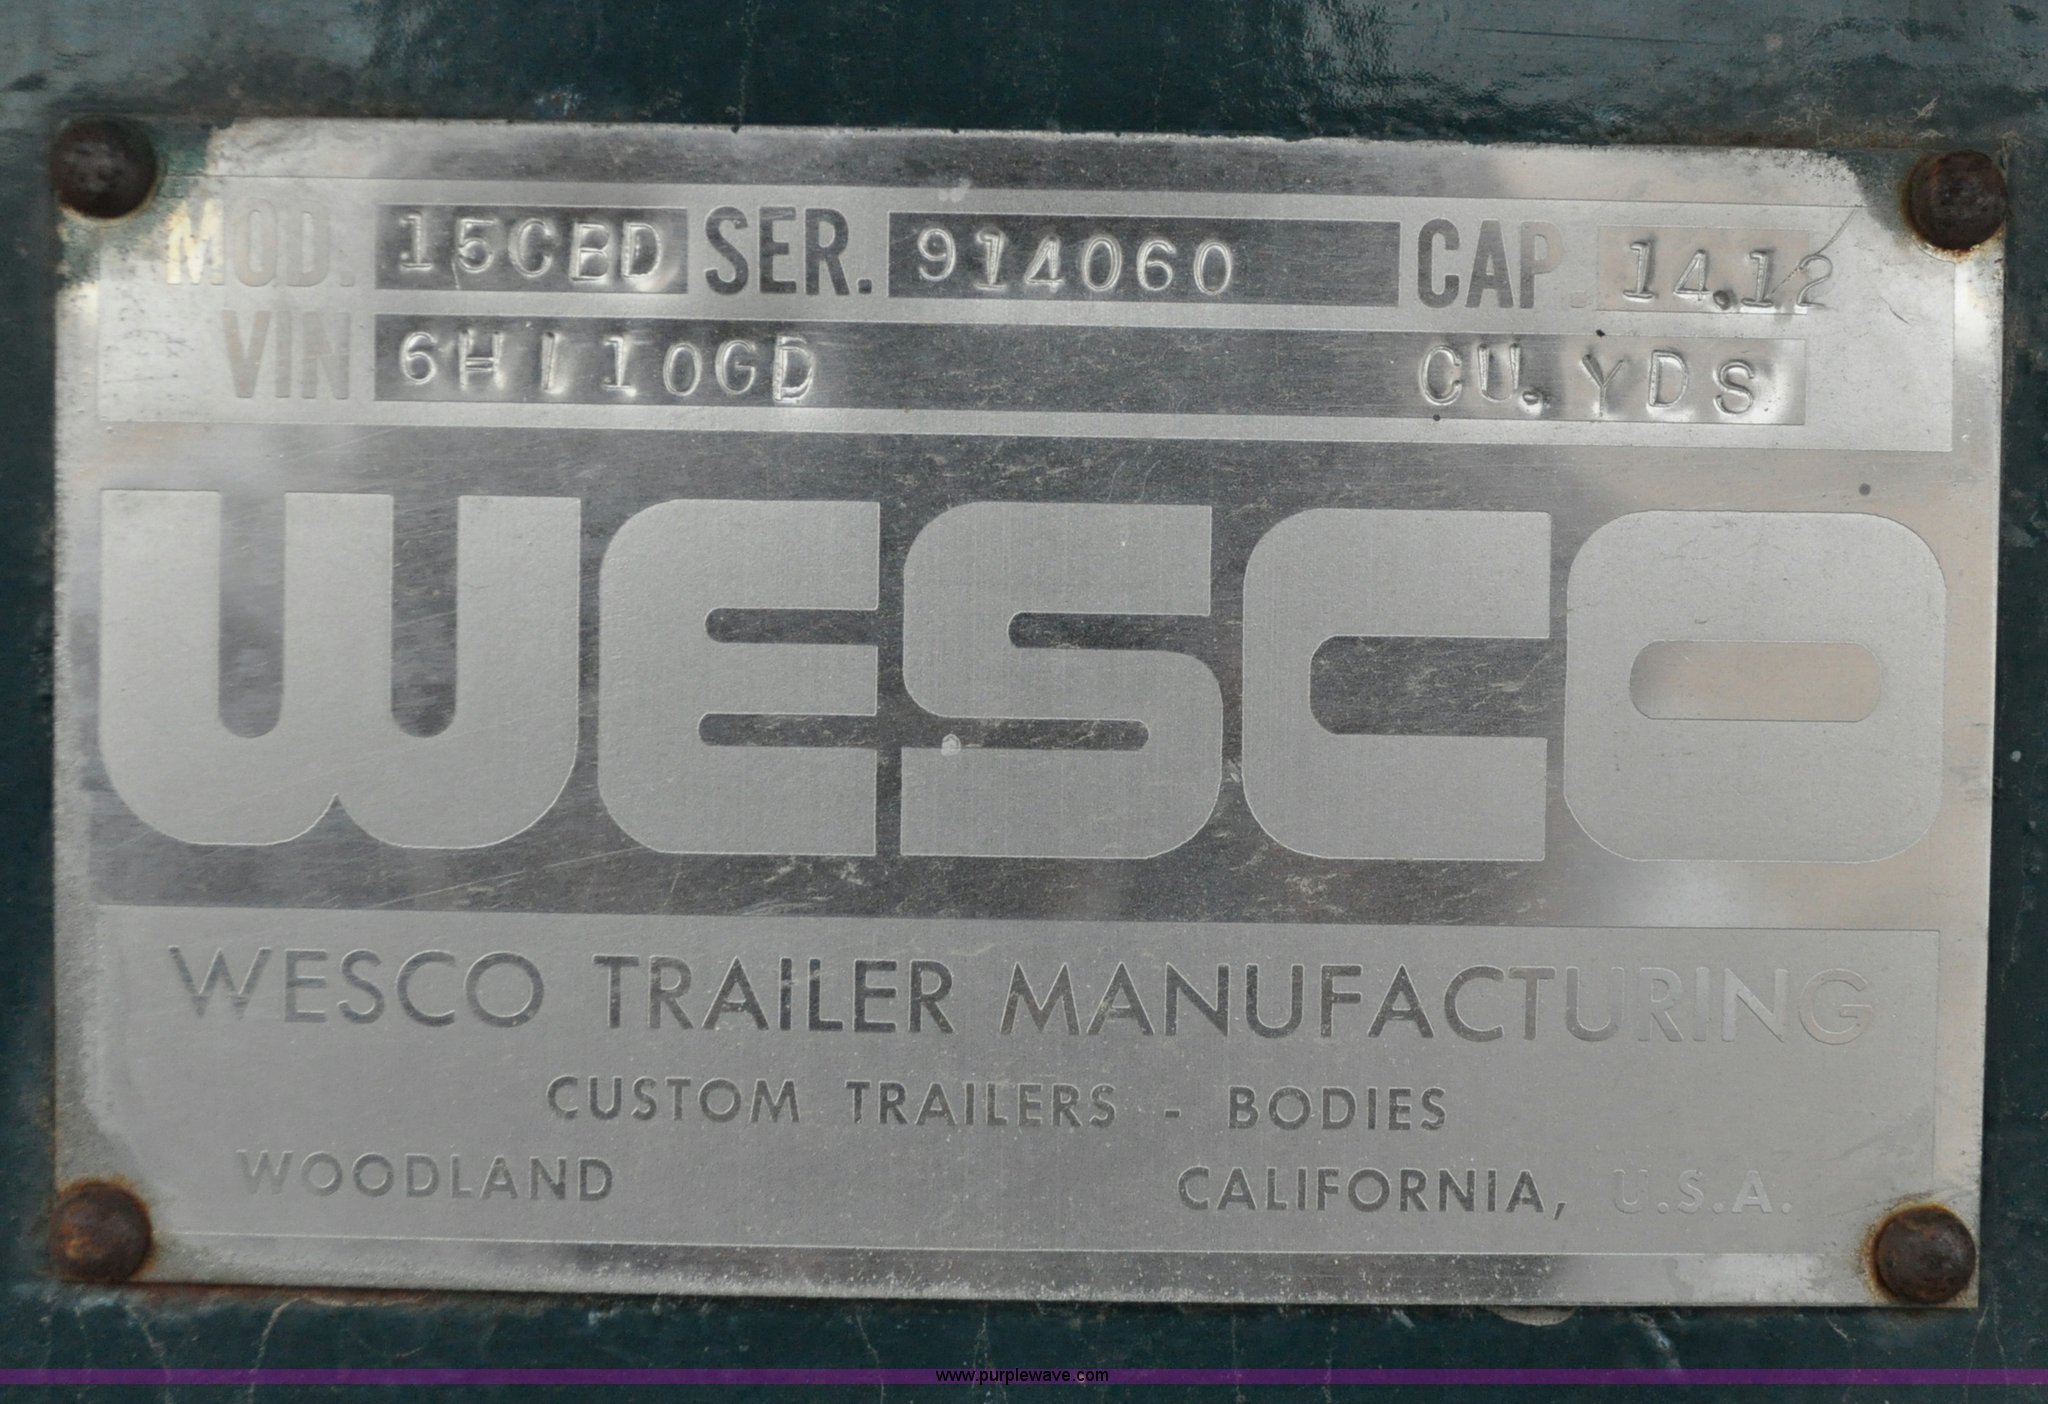 MOD. 15CBD SER. 914060 CAP. 14.12
VIN 6H110GD CU. YDS
WESCO
WESCO TRAILER MANUFACTURING
CUSTOM TRAILERS - BODIES
WOODLAND CALIFORNIA, U.S.A.
www.purplewave.com